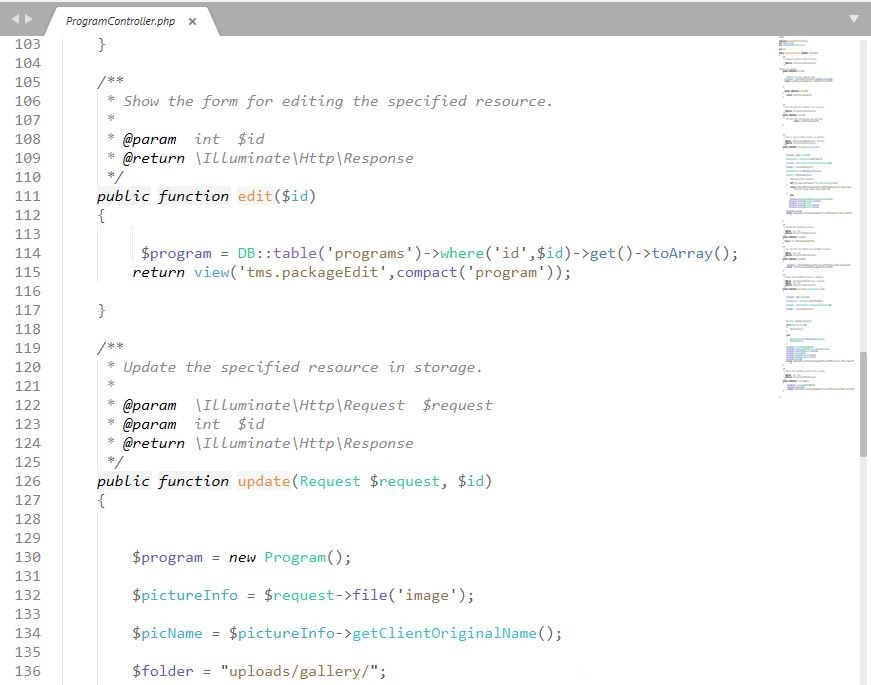 ProgramController.php ×
103 }
104
105 /**
106 * Show the form for editing the specified resource.
107 *
108 * @param int $id
109 * @return \Illuminate\Http\Response
110 */
111 public function edit($id)
112 {
113
114 $program = DB::table('programs')->where('id',$id)->get()->toArray();
115 return view('tms.packageEdit',compact('program'));
116
117 }
118
119 /**
120 * Update the specified resource in storage.
121 *
122 * @param \Illuminate\Http\Request $request
123 * @param int $id
124 * @return \Illuminate\Http\Response
125 */
126 public function update(Request $request, $id)
127 {
128
129
130 $program = new Program();
131
132 $pictureInfo = $request->file('image');
133
134 $picName = $pictureInfo->getClientOriginalName();
135
136 $folder = "uploads/gallery/";